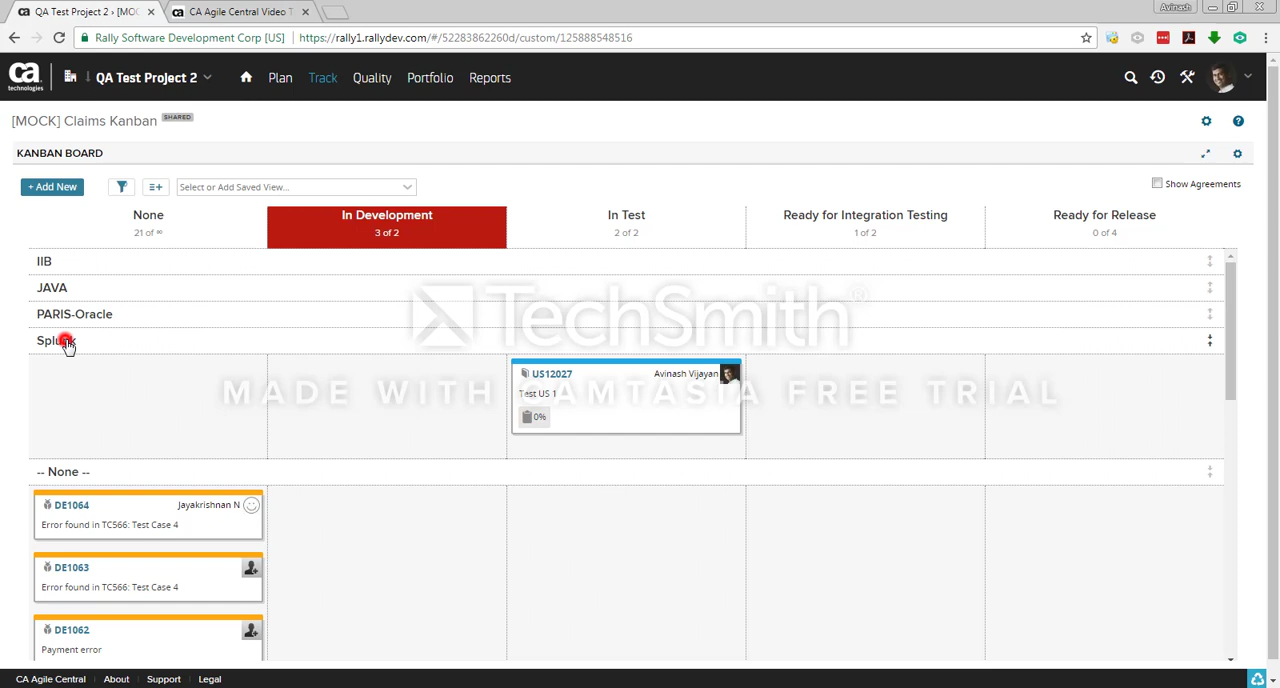 QA Test Project 2 › [MOC
CA Agile Central Video T
Avinash
Rally Software Development Corp [US]
https://rally1.rallydev.com/#/52283862260d/custom/125888548516
ca
technologies
QA Test Project 2
Plan
Track
Quality
Portfolio
Reports
[MOCK] Claims Kanban
SHARED
KANBAN BOARD
+ Add New
Select or Add Saved View...
Show Agreements
None
21 of ∞
In Development
3 of 2
In Test
2 of 2
Ready for Integration Testing
1 of 2
Ready for Release
0 of 4
IIB
JAVA
PARIS-Oracle
TechSmith®
Splunk
MADE WITH CAMTASIA FREE TRIAL
US12027
Avinash Vijayan
Test US 1
0%
-- None --
DE1064
Jayakrishnan N
Error found in TC566: Test Case 4
DE1063
Error found in TC566: Test Case 4
DE1062
Payment error
CA Agile Central
About
Support
Legal